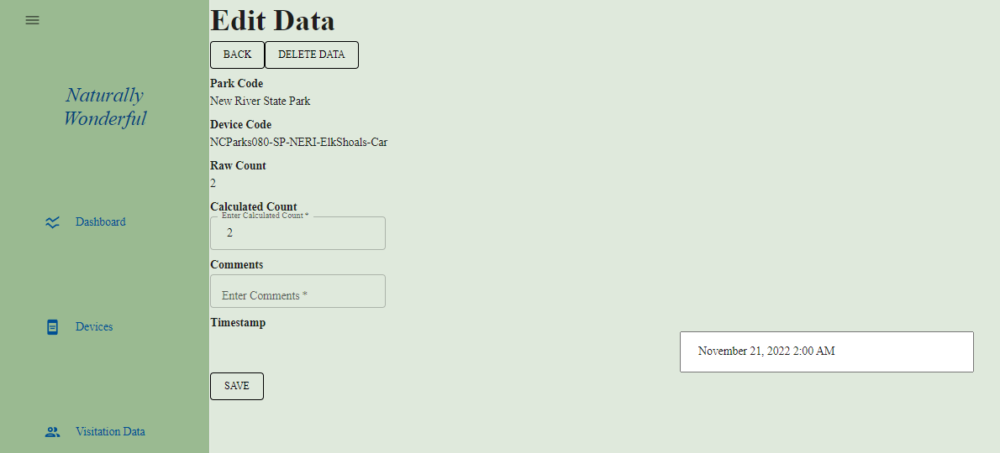 Edit Data
BACK DELETE DATA
Naturally
Wonderful
Dashboard
Devices
Visitation Data
Park Code
New River State Park
Device Code
NCParks080-SP-NERI-ElkShoals-Car
Raw Count
2
Calculated Count
Enter Calculated Count *
2
Comments
Enter Comments *
Timestamp
November 21, 2022 2:00 AM
SAVE